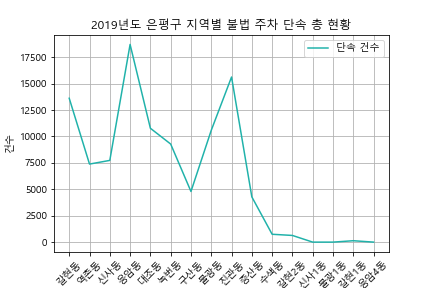 2019년도 은평구 지역별 불법 주차 단속 총 현황
단속 건수
건수
17500
15000
12500
10000
7500
5000
2500
0
갈현동
역촌동
신사동
응암동
대조동
녹번동
구산동
불광동
진관동
증산동
수색동
갈현2동
신사1동
불광1동
갈현1동
응암4동